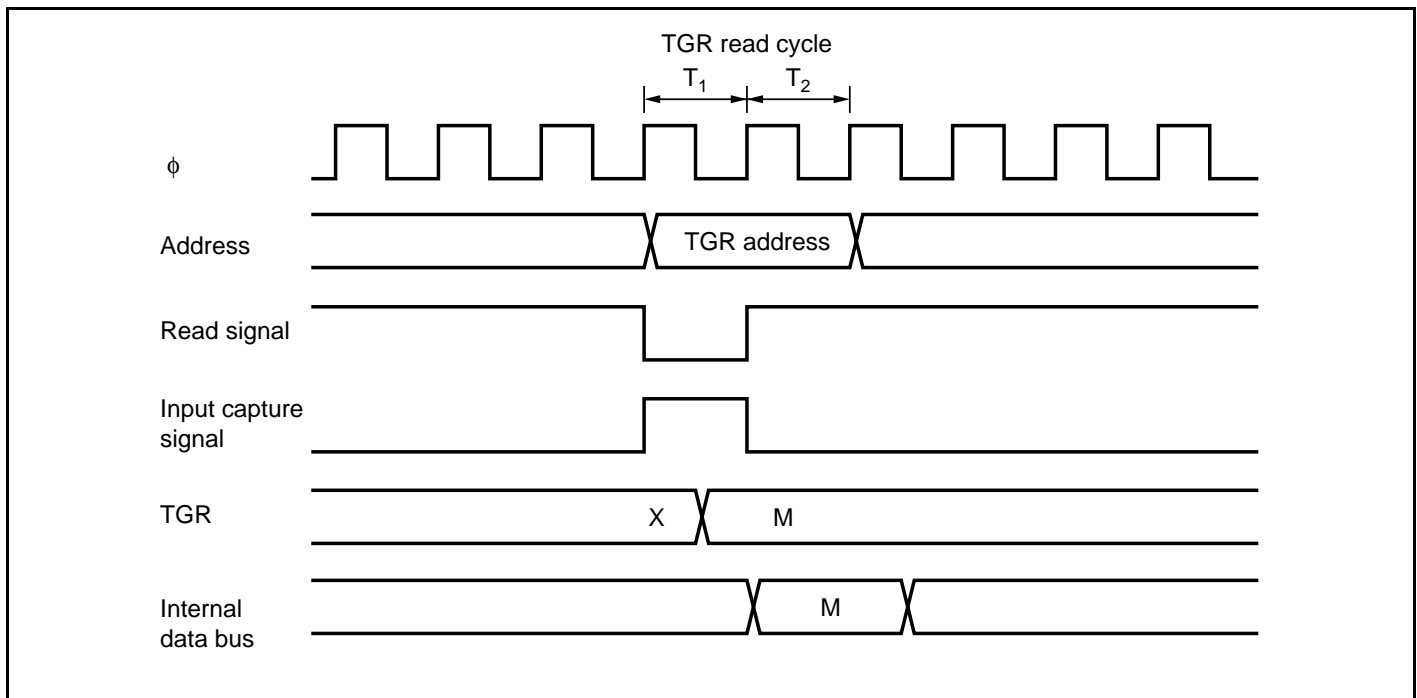 TGR read cycle
T1 T2
ϕ
Address
TGR address
Read signal
Input capture
signal
TGR
X
M
Internal
data bus
M